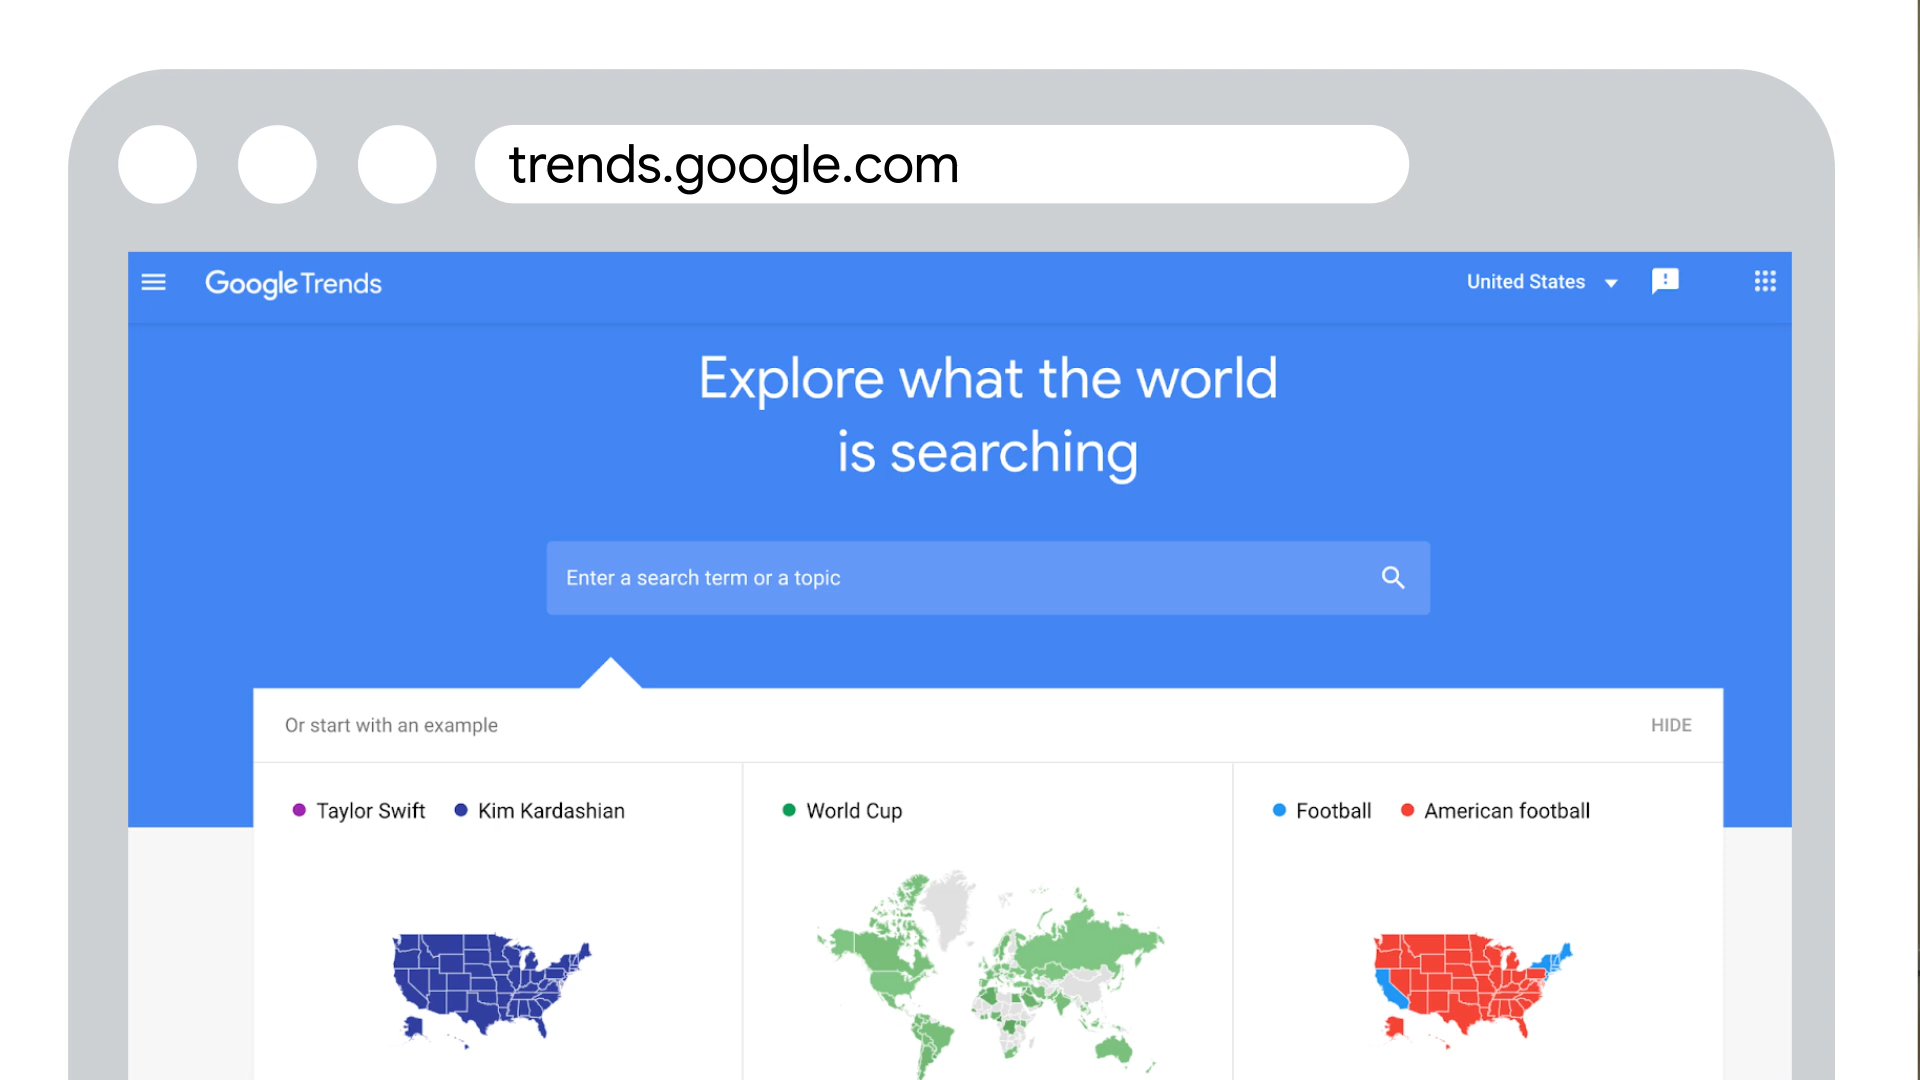 trends.google.com
Google Trends
United States
Explore what the world
is searching
Enter a search term or a topic
Or start with an example
HIDE
Taylor Swift Kim Kardashian
World Cup
Football American football